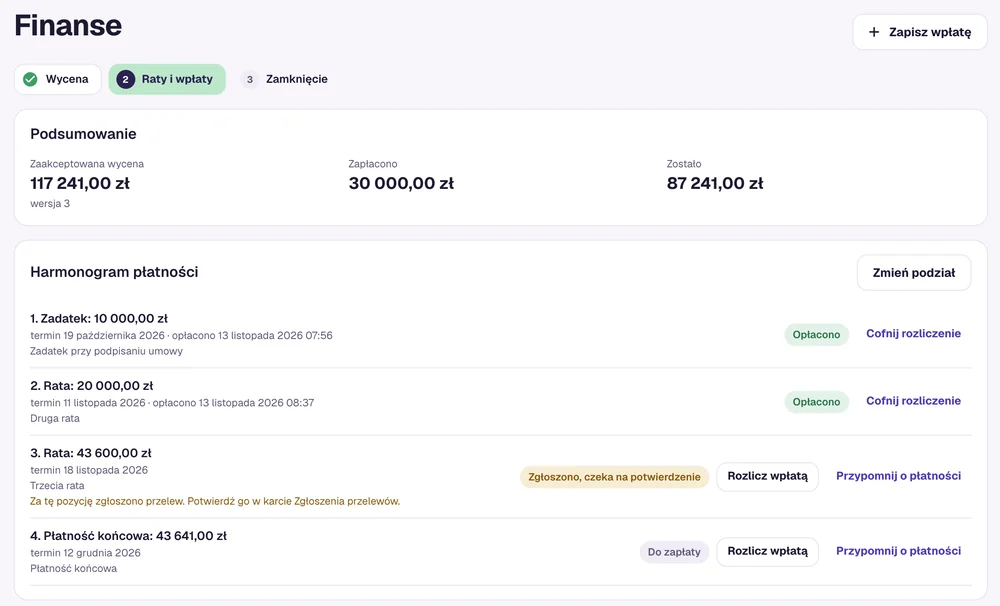 Finanse
+ Zapisz wpłatę
Wycena
2 Raty i wpłaty
3 Zamknięcie
Podsumowanie
Zaakceptowana wycena
117 241,00 zł
wersja 3
Zapłacono
30 000,00 zł
Zostało
87 241,00 zł
Harmonogram płatności
Zmień podział
1. Zadatek: 10 000,00 zł
termin 19 października 2026 · opłacono 13 listopada 2026 07:56
Zadatek przy podpisaniu umowy
Opłacono
Cofnij rozliczenie
2. Rata: 20 000,00 zł
termin 11 listopada 2026 · opłacono 13 listopada 2026 08:37
Druga rata
Opłacono
Cofnij rozliczenie
3. Rata: 43 600,00 zł
termin 18 listopada 2026
Trzecia rata
Za tę pozycję zgłoszono przelew. Potwierdź go w karcie Zgłoszenia przelewów.
Zgłoszono, czeka na potwierdzenie
Rozlicz wpłatą
Przypomnij o płatności
4. Płatność końcowa: 43 641,00 zł
termin 12 grudnia 2026
Płatność końcowa
Do zapłaty
Rozlicz wpłatą
Przypomnij o płatności